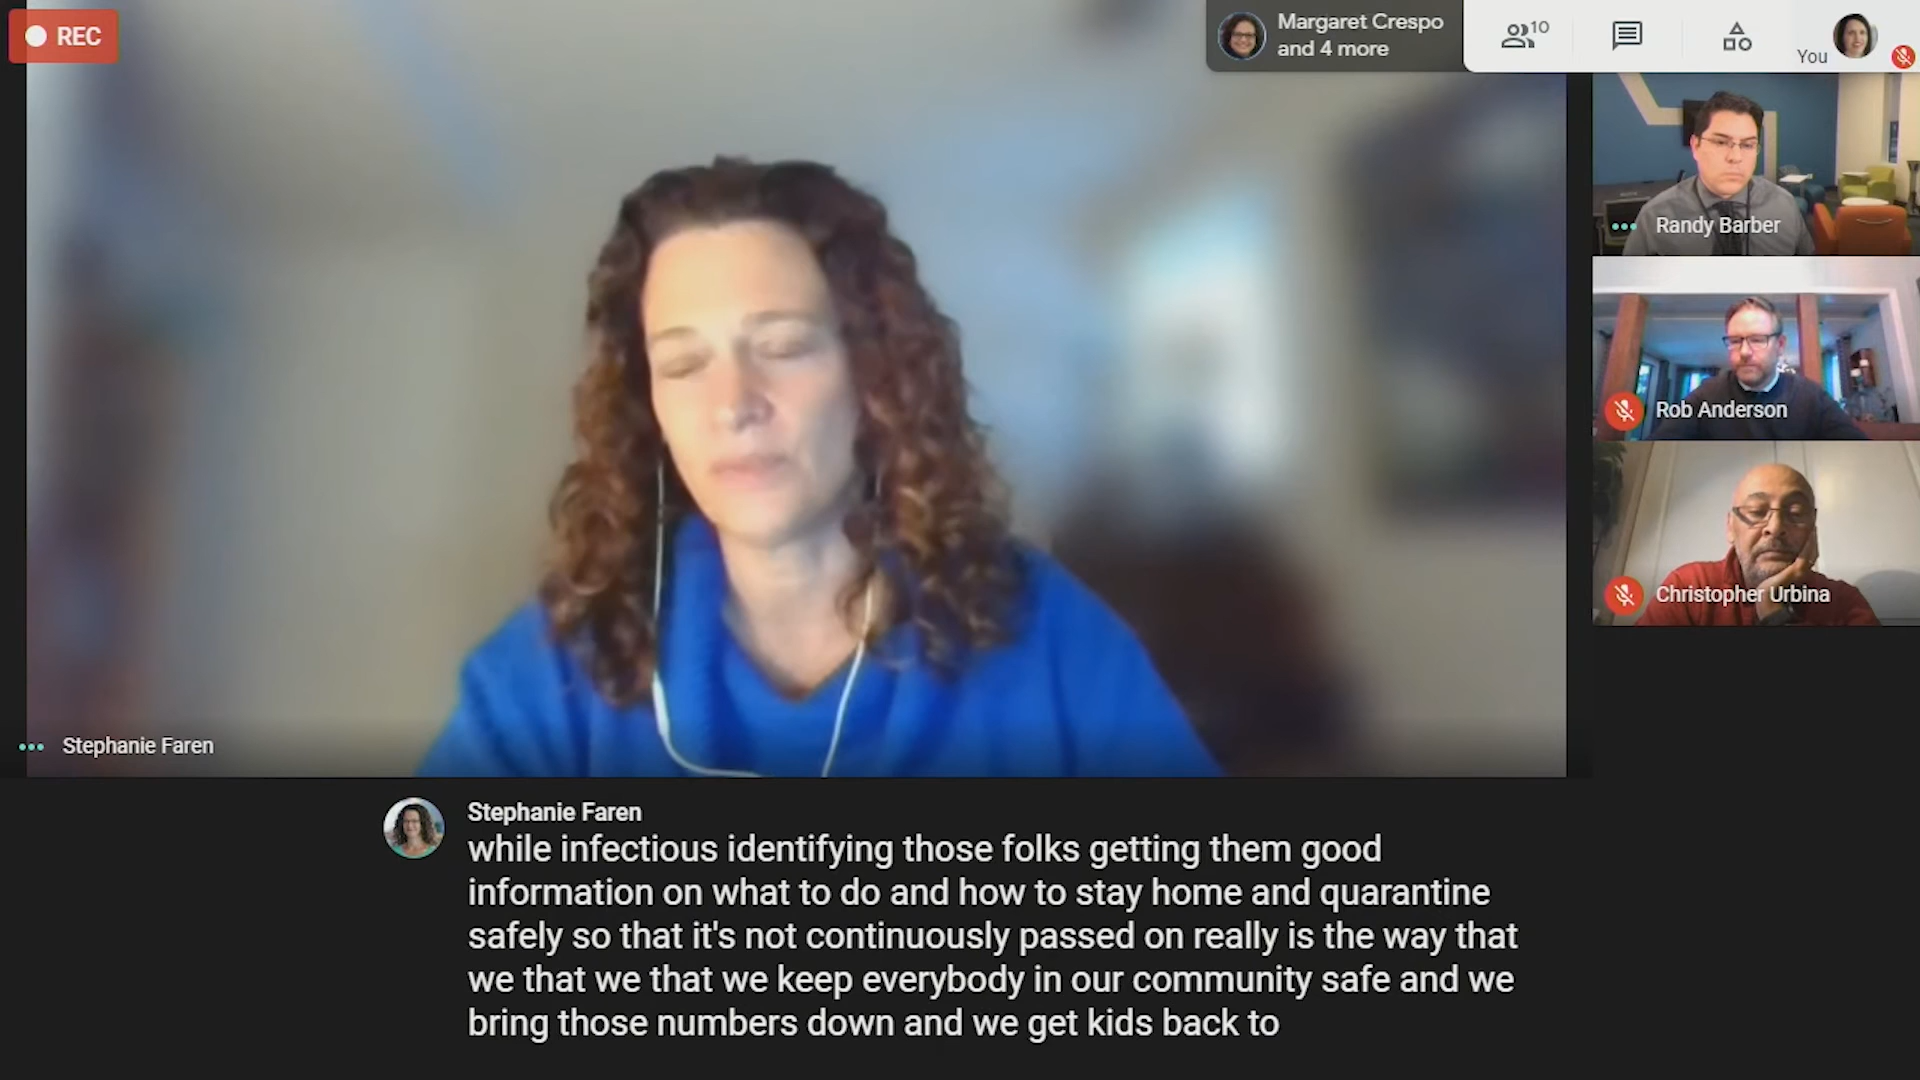 REC
Margaret Crespo
and 4 more
10
You
Randy Barber
Rob Anderson
Christopher Urbina
Stephanie Faren
Stephanie Faren
while infectious identifying those folks getting them good
information on what to do and how to stay home and quarantine
safely so that it's not continuously passed on really is the way that
we that we that we keep everybody in our community safe and we
bring those numbers down and we get kids back to